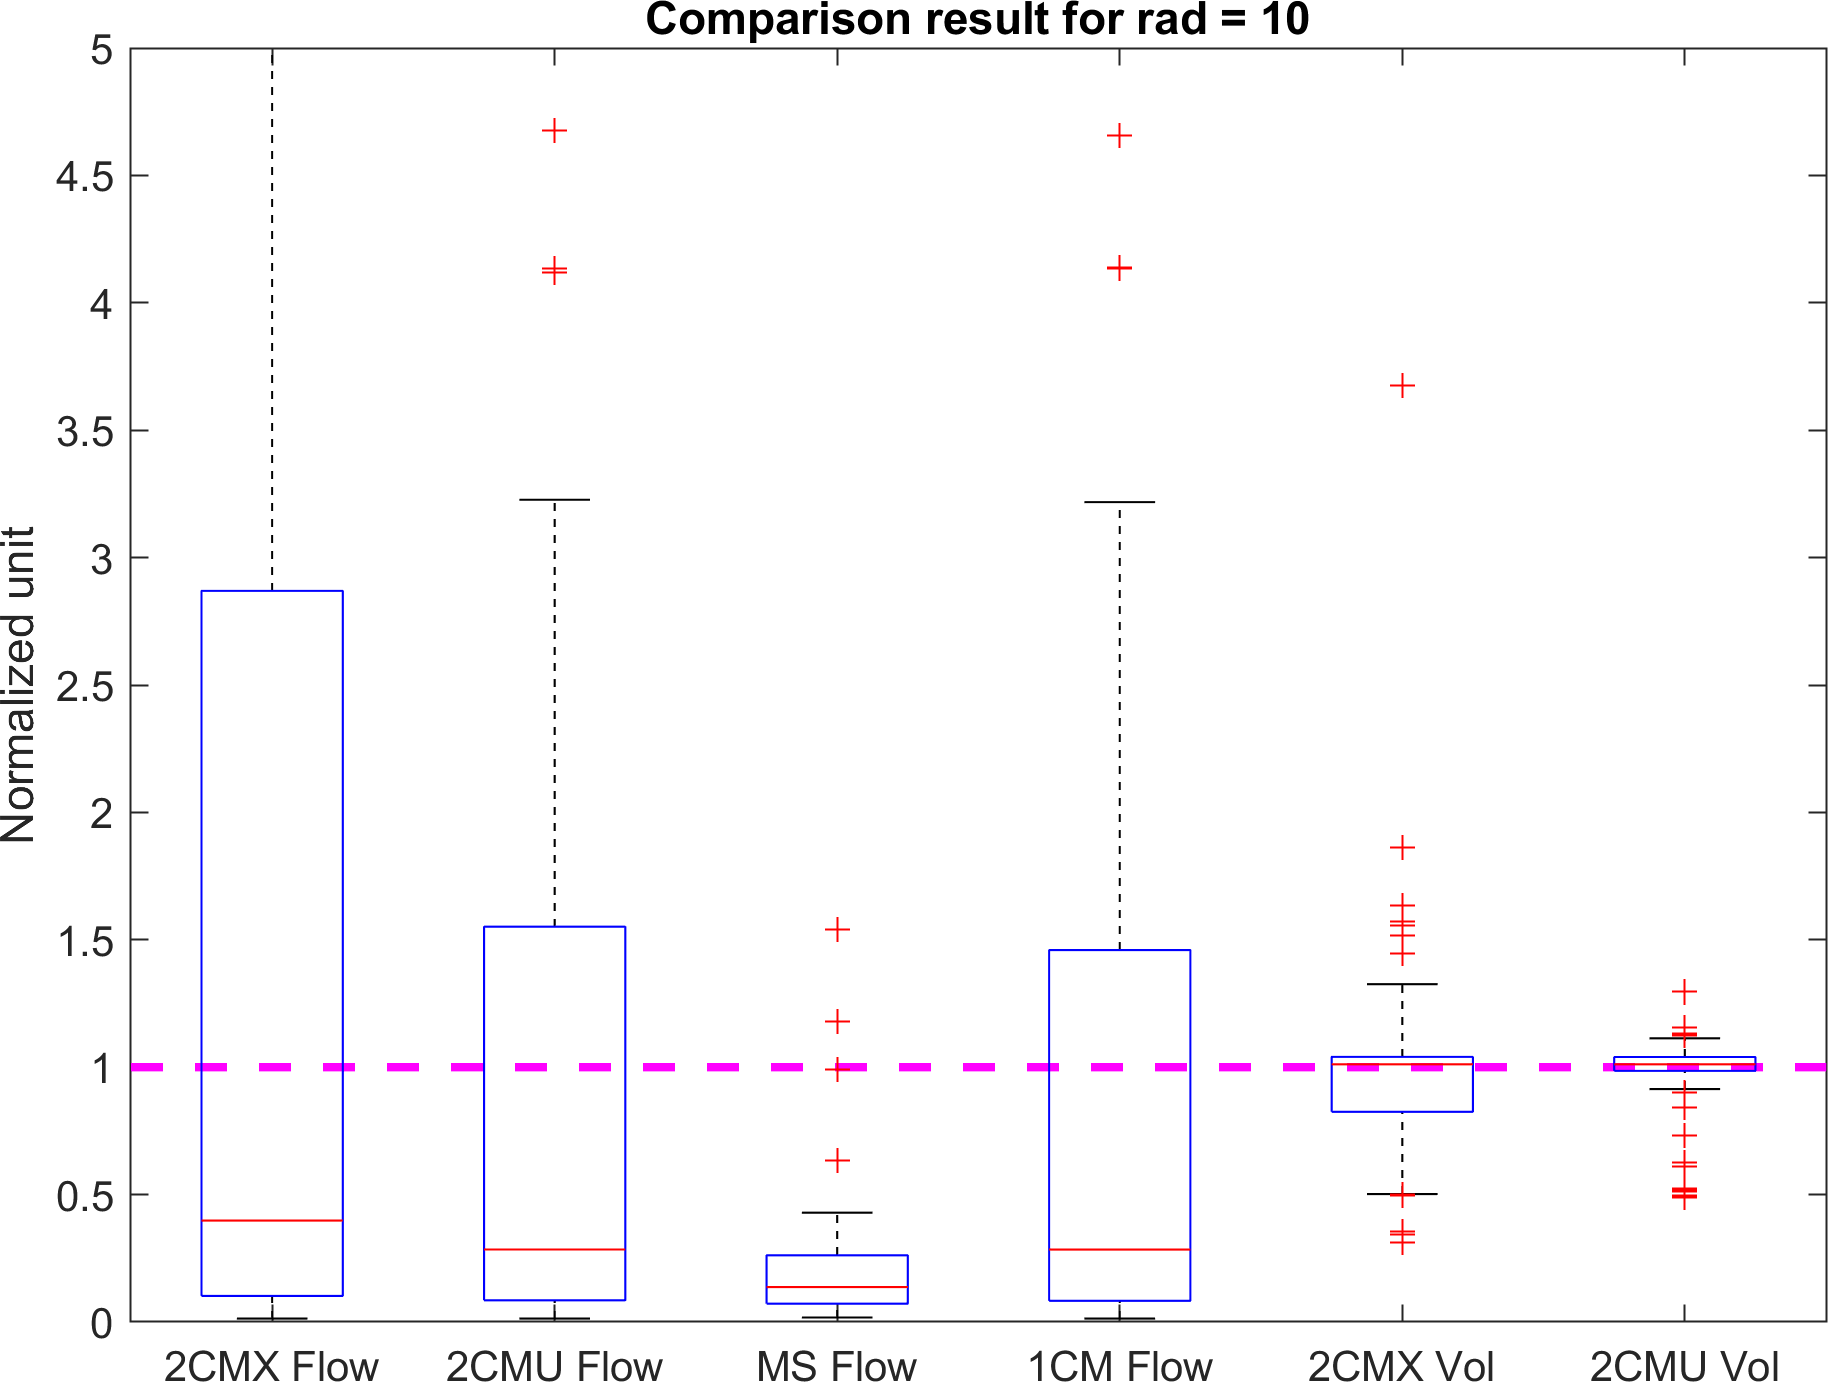 Comparison result for rad = 10
Normalized unit
5
4.5
4
3.5
3
2.5
2
1.5
1
0.5
0
2CMX Flow
2CMU Flow
MS Flow
1CM Flow
2CMX Vol
2CMU Vol